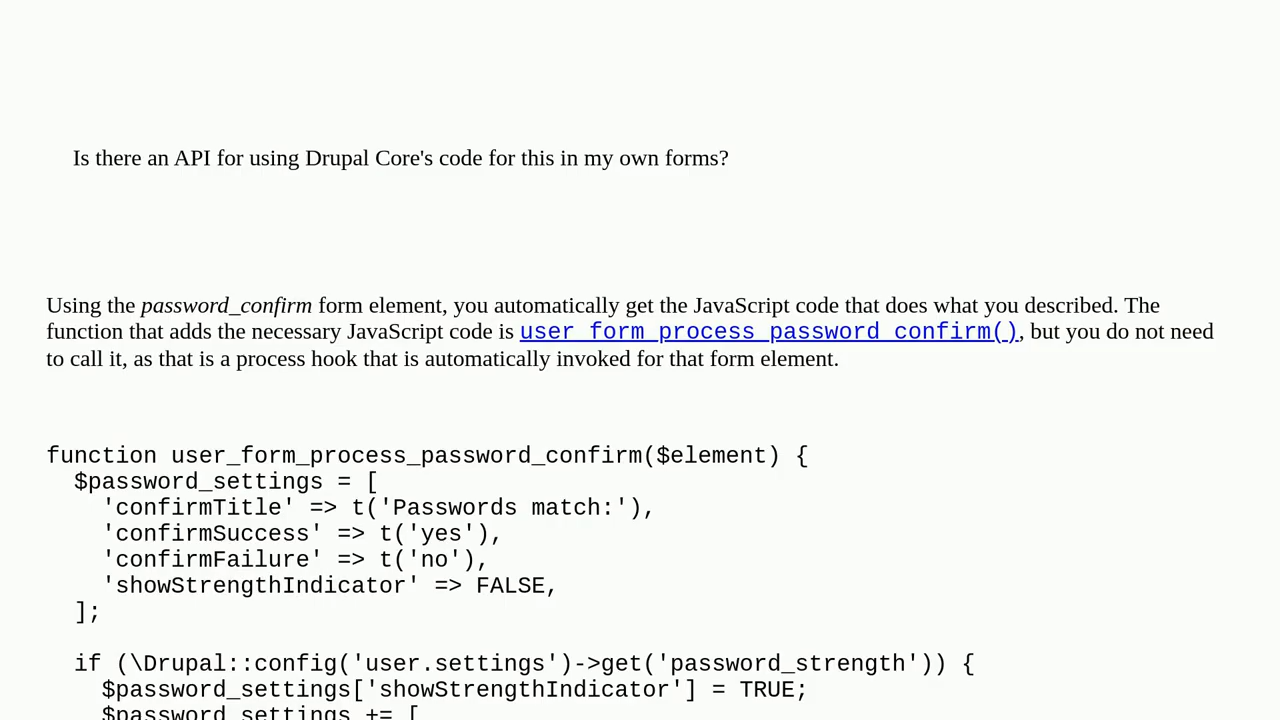 Is there an API for using Drupal Core's code for this in my own forms?
Using the password_confirm form element, you automatically get the JavaScript code that does what you described. The
function that adds the necessary JavaScript code is user_form_process_password_confirm(), but you do not need
to call it, as that is a process hook that is automatically invoked for that form element.
function user_form_process_password_confirm($element) {
  $password_settings = [
    'confirmTitle' => t('Passwords match:'),
    'confirmSuccess' => t('yes'),
    'confirmFailure' => t('no'),
    'showStrengthIndicator' => FALSE,
  ];
  if (\Drupal::config('user.settings')->get('password_strength')) {
    $password_settings['showStrengthIndicator'] = TRUE;
    $password_settings += [